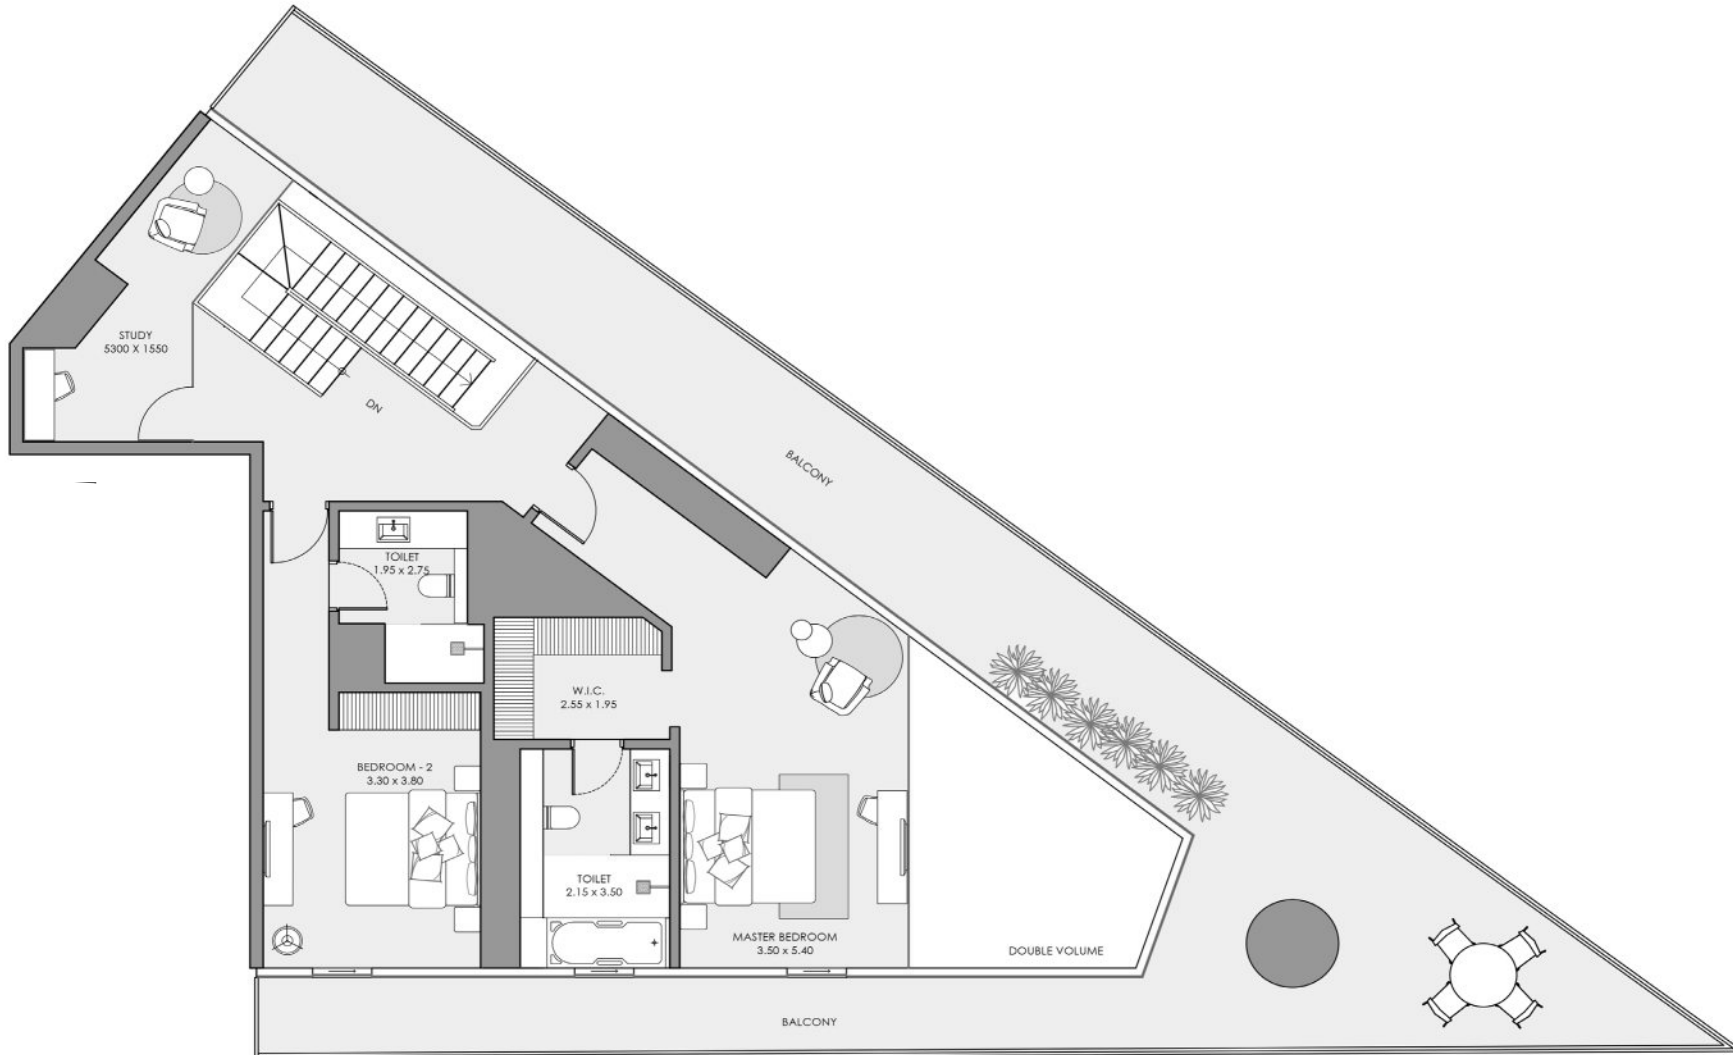 STUDY
5300 X 1550
DN
BALCONY
TOILET
1.95 x 2.75
W.I.C.
2.55 x 1.95
BEDROOM - 2
3.30 x 3.80
TOILET
2.15 x 3.50
MASTER BEDROOM
3.50 x 5.40
DOUBLE VOLUME
BALCONY